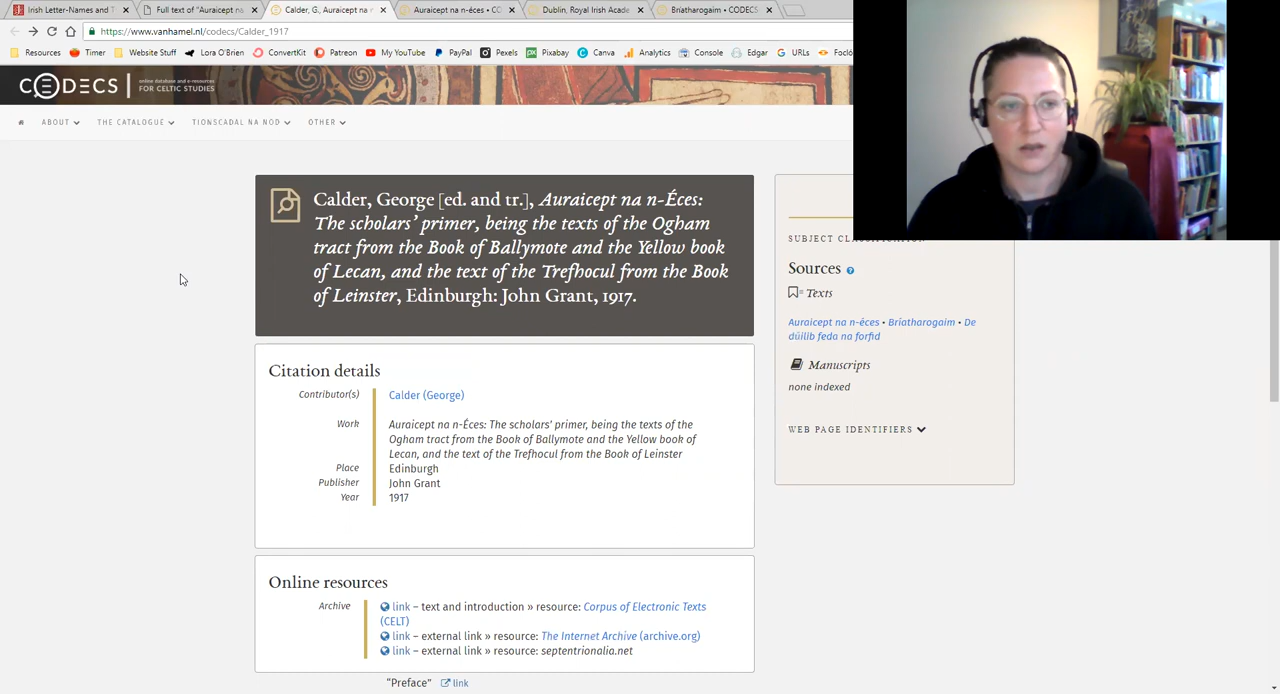 Irish Letter-Names and T
Full text of "Auraicept na
Calder, G., Auraicept na n
Auraicept na n-éces • CO
Dublin, Royal Irish Acade
Bríatharogaim • CODECS
https://www.vanhamel.nl/codecs/Calder_1917
Resources
Timer
Website Stuff
Lora O'Brien
ConvertKit
Patreon
My YouTube
PayPal
Pexels
Pixabay
Canva
Analytics
Console
Edgar
URLs
Focló
CODECS
online database and e-resources
FOR CELTIC STUDIES
ABOUT
THE CATALOGUE
TIONSCADAL NA NOD
OTHER
Calder, George [ed. and tr.], Auraicept na n-Éces:
The scholars' primer, being the texts of the Ogham
tract from the Book of Ballymote and the Yellow book
of Lecan, and the text of the Trefhocul from the Book
of Leinster, Edinburgh: John Grant, 1917.
Citation details
Contributor(s) Calder (George)
Work Auraicept na n-Éces: The scholars' primer, being the texts of the
Ogham tract from the Book of Ballymote and the Yellow book of
Lecan, and the text of the Trefhocul from the Book of Leinster
Place Edinburgh
Publisher John Grant
Year 1917
Online resources
Archive link – text and introduction » resource: Corpus of Electronic Texts
(CELT)
link – external link » resource: The Internet Archive (archive.org)
link – external link » resource: septentrionalia.net
"Preface" link
SUBJECT CLASSIFICATION
Sources ?
Texts
Auraicept na n-éces • Bríatharogaim • De
dúilib feda na forfid
Manuscripts
none indexed
WEB PAGE IDENTIFIERS